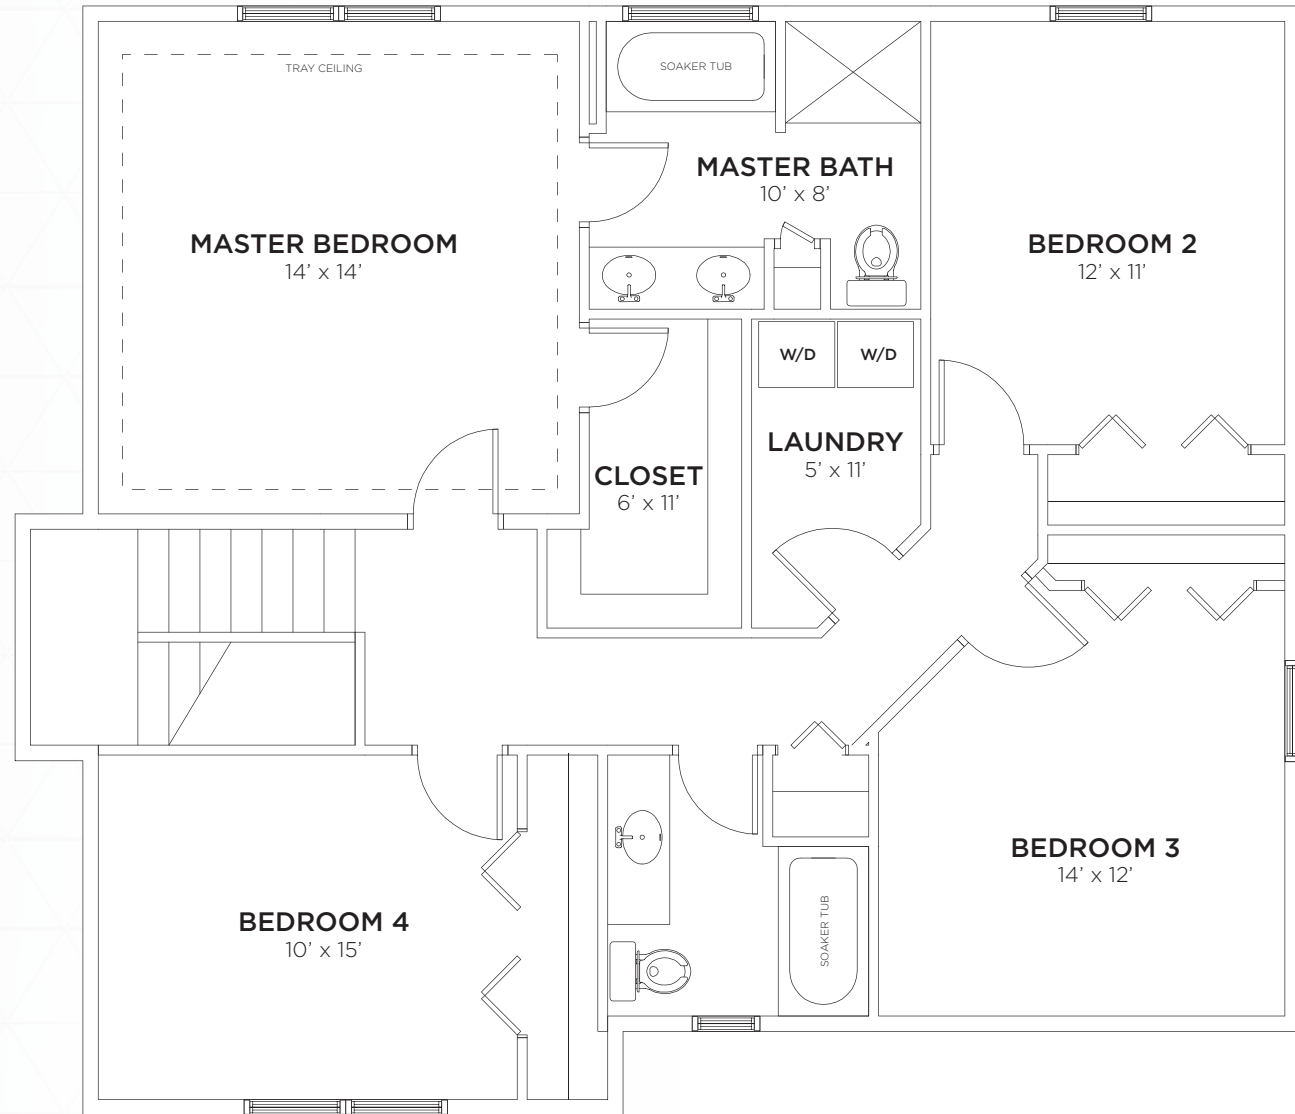 TRAY CEILING
SOAKER TUB
MASTER BATH
10’ x 8’
MASTER BEDROOM
14’ x 14’
BEDROOM 2
12’ x 11’
W/D
W/D
LAUNDRY
5’ x 11’
CLOSET
6’ x 11’
BEDROOM 3
14’ x 12’
BEDROOM 4
10’ x 15’
SOAKER TUB